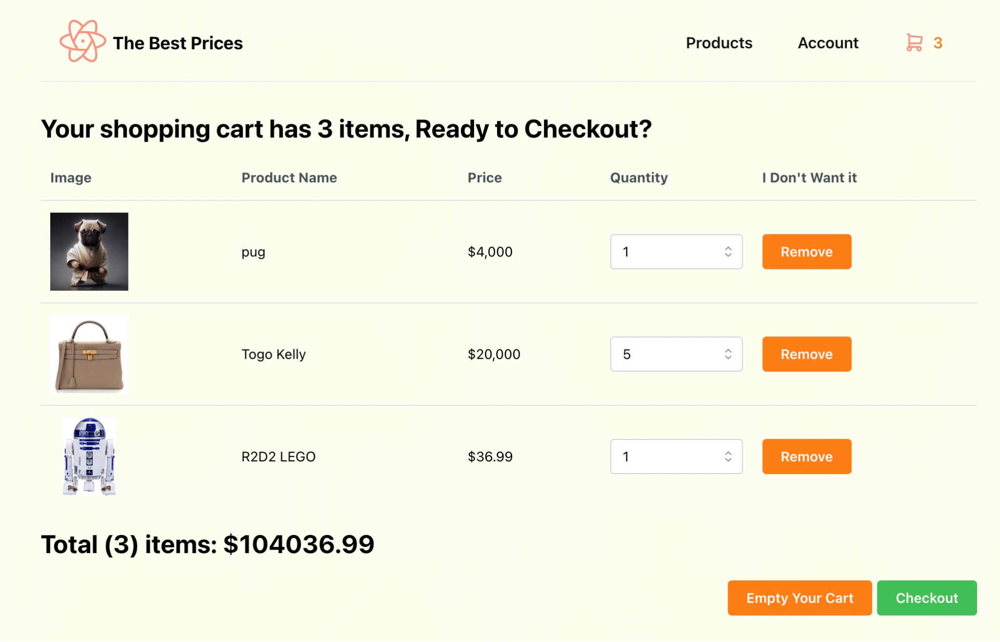 The Best Prices
Products Account 3
Your shopping cart has 3 items, Ready to Checkout?
Image Product Name Price Quantity I Don't Want it
pug $4,000 1 Remove
Togo Kelly $20,000 5 Remove
R2D2 LEGO $36.99 1 Remove
Total (3) items: $104036.99
Empty Your Cart Checkout